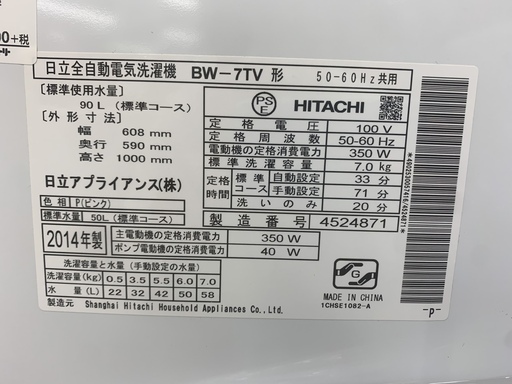 00+税
日立全自動電気洗濯機 BW-7TV 形 50-60Hz共用
〔標準使用水量〕
90L（標準コース）
〔外形寸法〕
幅 608 mm
奥行 590 mm
高さ 1000 mm
日立アプライアンス(株)
色相 P(ピンク)
標準水量 50L(標準コース)
PS
E
HITACHI
定格電圧 100 V
定格周波数 50-60 Hz
電動機の定格消費電力 350 W
標準洗濯容量 7.0 kg
定格時間 標準コース 自動設定 33 分
手動設定 71 分
洗いのみ 20 分
製造番号 4524871
2014年製
主電動機の定格消費電力 350 W
ポンプ電動機の定格消費電力 40 W
洗濯容量と水量（手動設定の水量）
洗濯容量(kg) 0.5 3.5 5.5 6.0 7.0
水量(L) 22 32 42 50 58
製造元 Shanghai Hitachi Household Appliances Co., Ltd.
G
MADE IN CHINA
1CHSE1082-A
-P-